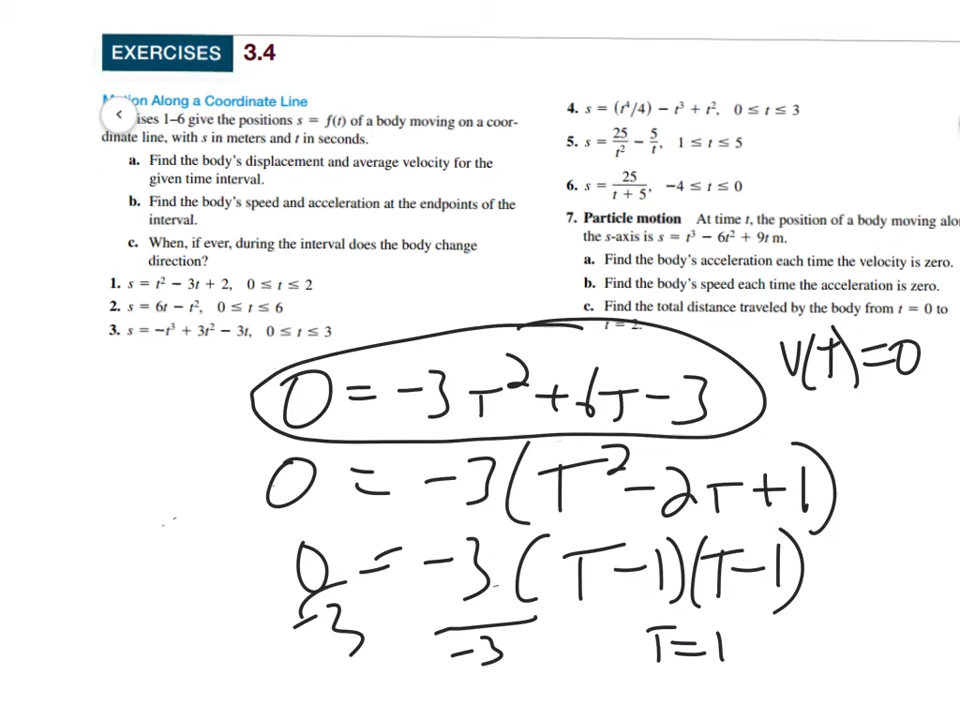 EXERCISES 3.4
Motion Along a Coordinate Line
ises 1–6 give the positions s = f(t) of a body moving on a coor-
dinate line, with s in meters and t in seconds.
a. Find the body's displacement and average velocity for the
given time interval.
b. Find the body's speed and acceleration at the endpoints of the
interval.
c. When, if ever, during the interval does the body change
direction?
1. s = t² − 3t + 2, 0 ≤ t ≤ 2
2. s = 6t − t², 0 ≤ t ≤ 6
3. s = −t³ + 3t² − 3t, 0 ≤ t ≤ 3
4. s = (t⁴/4) − t³ + t², 0 ≤ t ≤ 3
5. s = 25/t² − 5/t, 1 ≤ t ≤ 5
6. s = 25/(t + 5), −4 ≤ t ≤ 0
7. Particle motion At time t, the position of a body moving alo
the s-axis is s = t³ − 6t² + 9t m.
a. Find the body's acceleration each time the velocity is zero.
b. Find the body's speed each time the acceleration is zero.
c. Find the total distance traveled by the body from t = 0 to
t = 2.
V(T)=0
0 = -3T²+6T-3
0 = -3(T²-2T+1)
0 = -3(T-1)(T-1)
-3 -3 T=1